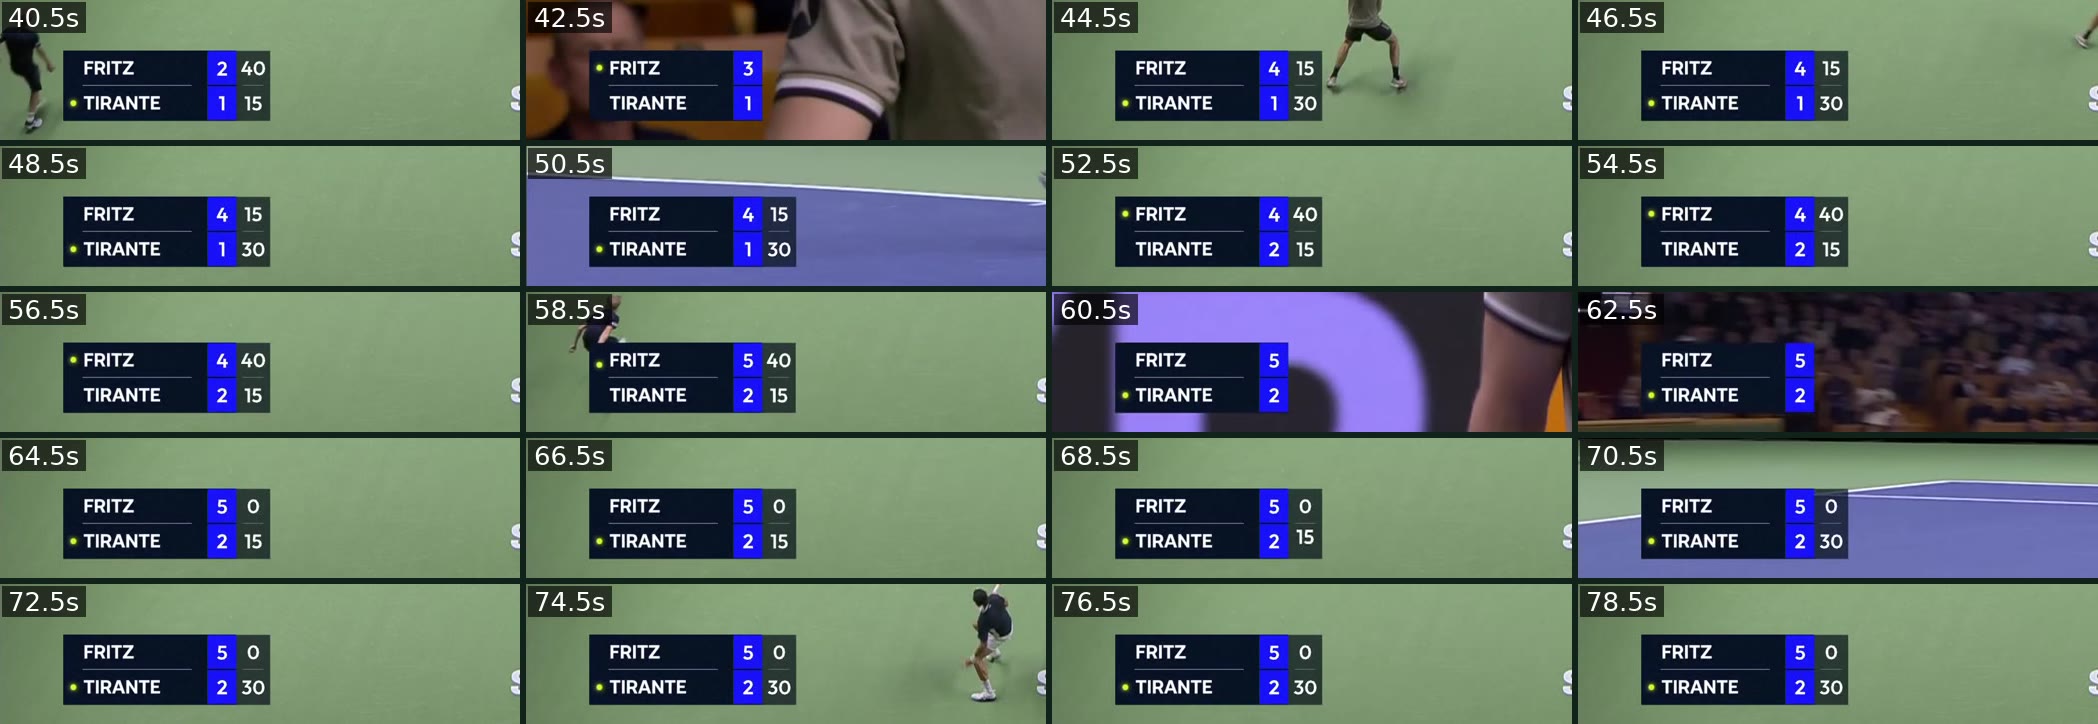 40.5s
FRITZ 2 40
TIRANTE 1 15
42.5s
FRITZ 3
TIRANTE 1
44.5s
FRITZ 4 15
TIRANTE 1 30
46.5s
FRITZ 4 15
TIRANTE 1 30
48.5s
FRITZ 4 15
TIRANTE 1 30
50.5s
FRITZ 4 15
TIRANTE 1 30
52.5s
FRITZ 4 40
TIRANTE 2 15
54.5s
FRITZ 4 40
TIRANTE 2 15
56.5s
FRITZ 4 40
TIRANTE 2 15
58.5s
FRITZ 5 40
TIRANTE 2 15
60.5s
FRITZ 5
TIRANTE 2
62.5s
FRITZ 5
TIRANTE 2
64.5s
FRITZ 5 0
TIRANTE 2 15
66.5s
FRITZ 5 0
TIRANTE 2 15
68.5s
FRITZ 5 0
TIRANTE 2 15
70.5s
FRITZ 5 0
TIRANTE 2 30
72.5s
FRITZ 5 0
TIRANTE 2 30
74.5s
FRITZ 5 0
TIRANTE 2 30
76.5s
FRITZ 5 0
TIRANTE 2 30
78.5s
FRITZ 5 0
TIRANTE 2 30